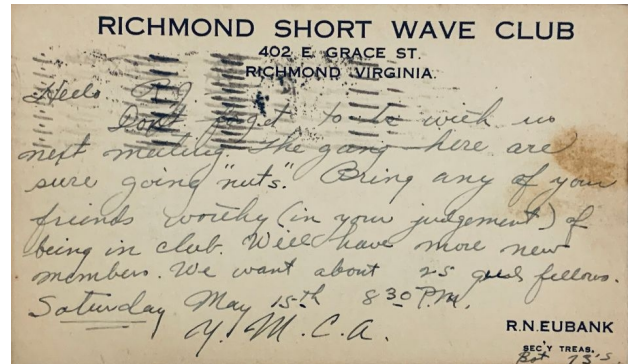 RICHMOND SHORT WAVE CLUB
402 E. GRACE ST.
RICHMOND VIRGINIA.
Hello
Don't forget to be with us
next meeting. The gang here are
sure going "nuts". Bring any of your
friends worthy (in your judgement) of
being in club. Will have more new
members. We want about 25 good fellows.
Saturday May 15th 8 30 P.M.
Y. M. C. A.
R.N.EUBANK
SEC'Y TREAS.
73's.